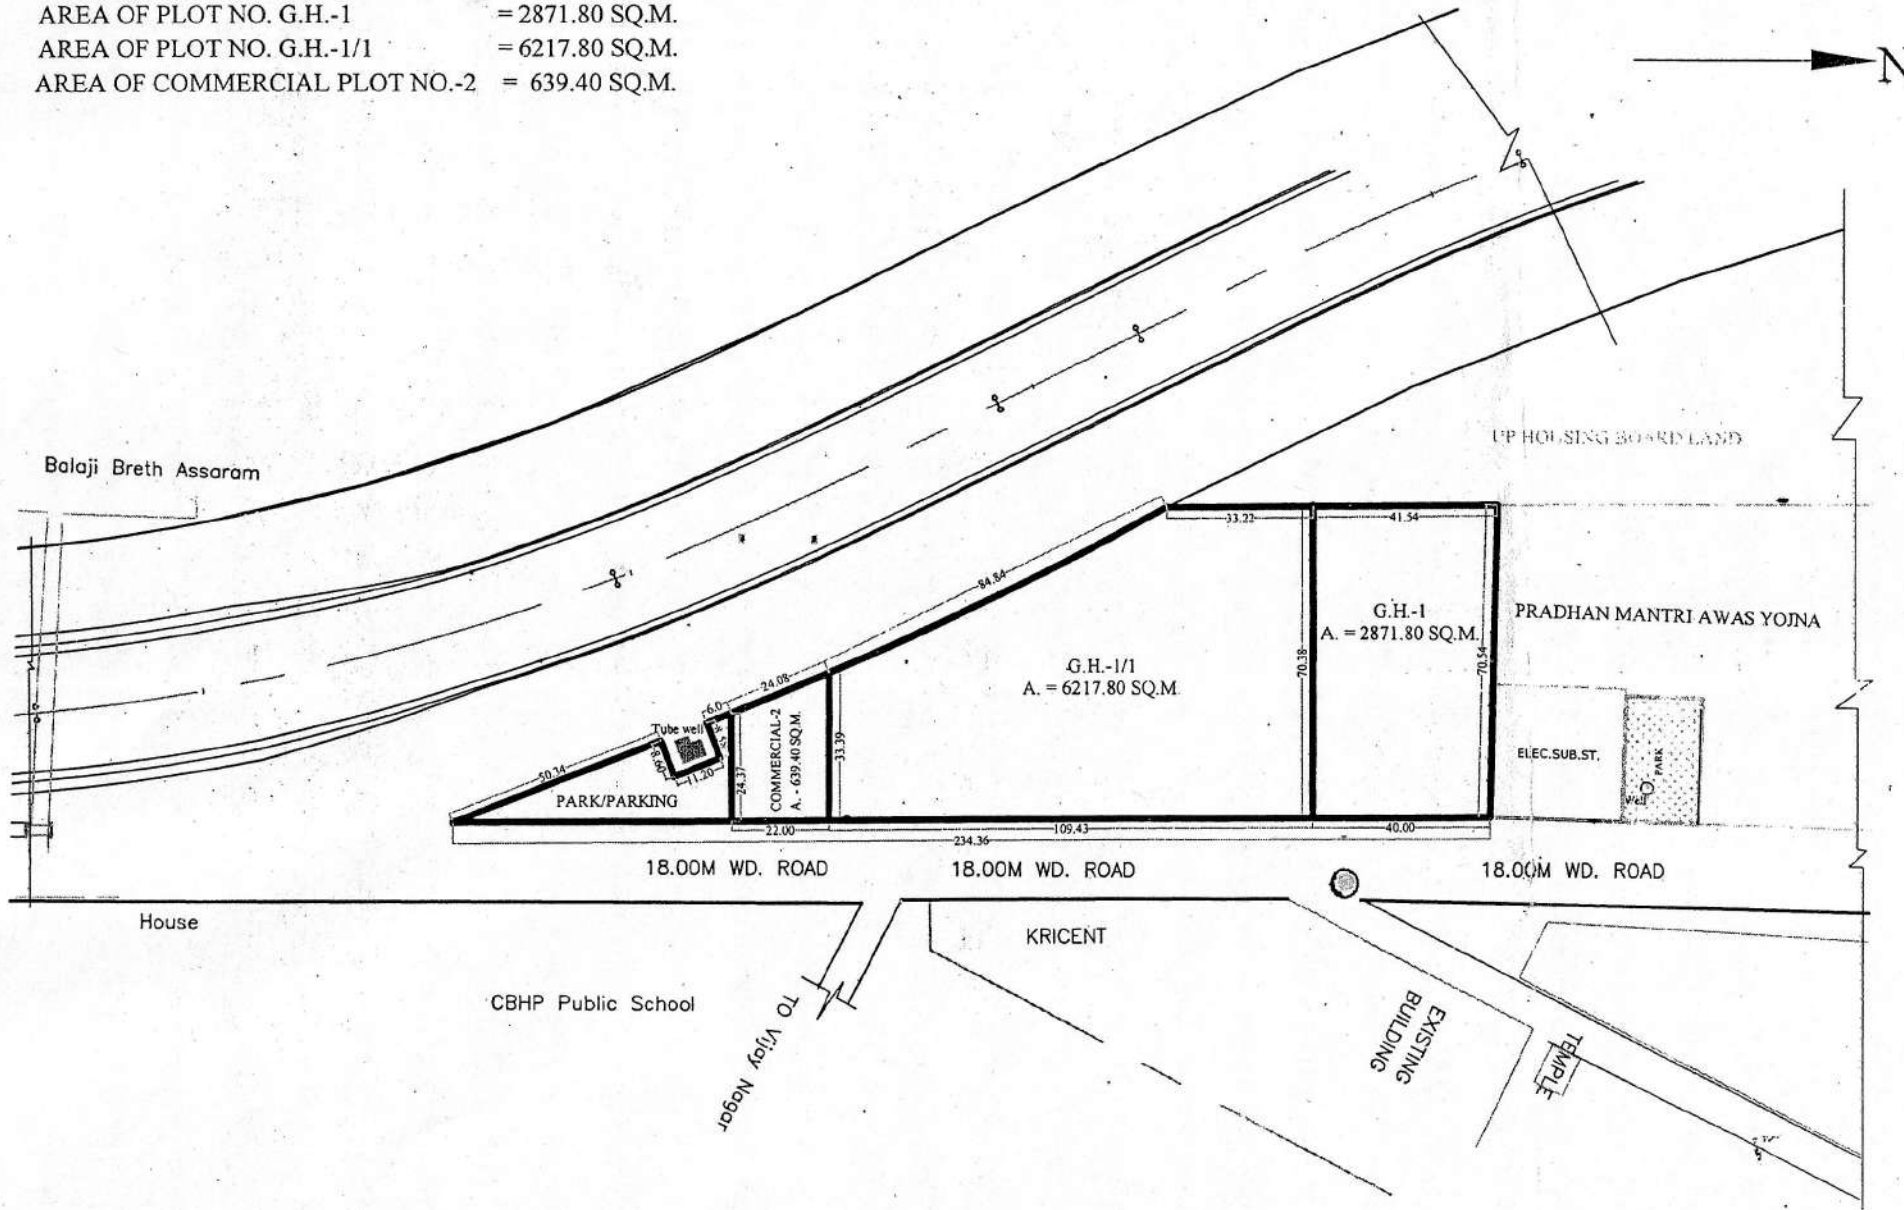 AREA OF PLOT NO. G.H.-1 = 2871.80 SQ.M.
AREA OF PLOT NO. G.H.-1/1 = 6217.80 SQ.M.
AREA OF COMMERCIAL PLOT NO.-2 = 639.40 SQ.M.
N
UP HOUSING BOARD LAND
Balaji Breth Assaram
33.22
41.54
84.84
G.H.-1
A. = 2871.80 SQ.M.
PRADHAN MANTRI AWAS YOJNA
G.H.-1/1
A. = 6217.80 SQ.M.
70.38
70.54
24.08
6.0
Tube well
8.60
11.20
50.34
PARK/PARKING
24.37
COMMERCIAL-2
A. - 639.40 SQ.M.
33.39
ELEC.SUB.ST.
PARK
Well
22.00
109.43
40.00
234.36
18.00M WD. ROAD
18.00M WD. ROAD
18.00M WD. ROAD
House
KRICENT
CBHP Public School
TO Vijay Nagar
EXISTING
BUILDING
TEMPLE